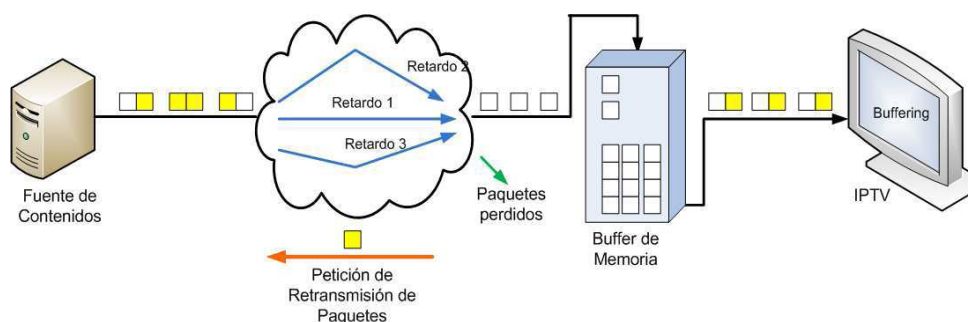 Fuente de
Contenidos
Retardo 2
Retardo 1
Retardo 3
Paquetes
perdidos
Petición de
Retransmisión de
Paquetes
Buffer de
Memoria
Buffering
IPTV